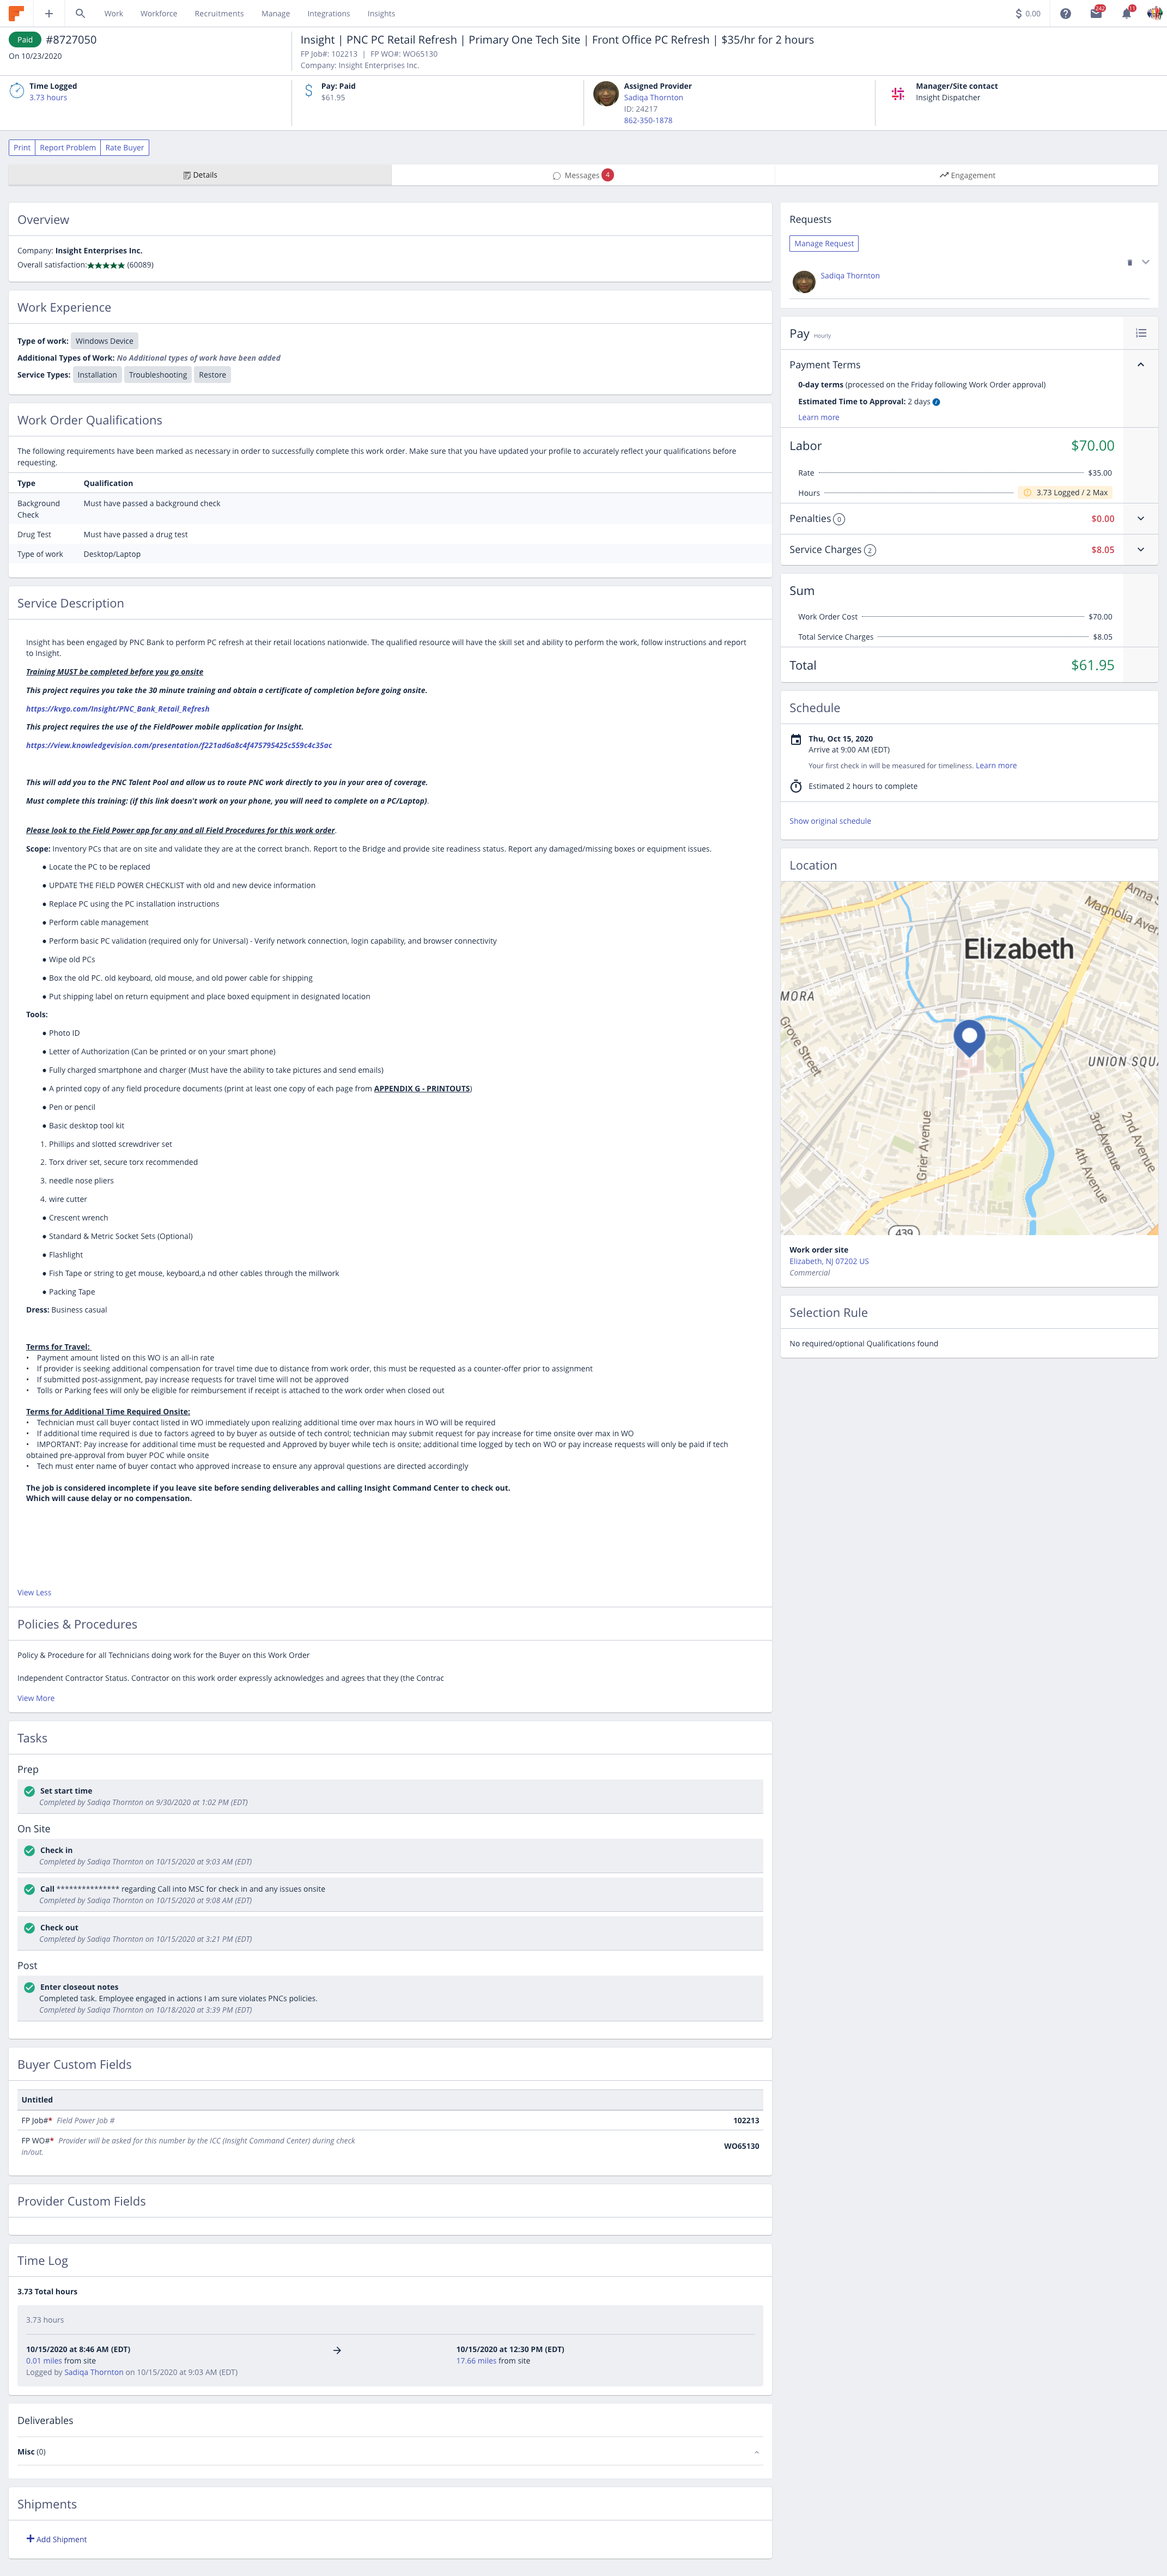 Work Workforce Recruitments Manage Integrations Insights
$ 0.00 242 11
Paid #8727050
On 10/23/2020
Insight | PNC PC Retail Refresh | Primary One Tech Site | Front Office PC Refresh | $35/hr for 2 hours
FP Job#: 102213 | FP WO#: WO65130
Company: Insight Enterprises Inc.
Time Logged
3.73 hours
Pay: Paid
$61.95
Assigned Provider
Sadiqa Thornton
ID: 24217
862-350-1878
Manager/Site contact
Insight Dispatcher
Print Report Problem Rate Buyer
Details Messages 4 Engagement
Overview
Company: Insight Enterprises Inc.
Overall satisfaction:★★★★★ (60089)
Work Experience
Type of work: Windows Device
Additional Types of Work: No Additional types of work have been added
Service Types: Installation Troubleshooting Restore
Work Order Qualifications
The following requirements have been marked as necessary in order to successfully complete this work order. Make sure that you have updated your profile to accurately reflect your qualifications before
requesting.
Type Qualification
Background
Check
Must have passed a background check
Drug Test Must have passed a drug test
Type of work Desktop/Laptop
Service Description
Insight has been engaged by PNC Bank to perform PC refresh at their retail locations nationwide. The qualified resource will have the skill set and ability to perform the work, follow instructions and report
to Insight.
Training MUST be completed before you go onsite
This project requires you take the 30 minute training and obtain a certificate of completion before going onsite.
https://kvgo.com/Insight/PNC_Bank_Retail_Refresh
This project requires the use of the FieldPower mobile application for Insight.
https://view.knowledgevision.com/presentation/f221ad6a8c4f475795425c559c4c35ac
This will add you to the PNC Talent Pool and allow us to route PNC work directly to you in your area of coverage.
Must complete this training: (if this link doesn't work on your phone, you will need to complete on a PC/Laptop).
Please look to the Field Power app for any and all Field Procedures for this work order.
Scope: Inventory PCs that are on site and validate they are at the correct branch. Report to the Bridge and provide site readiness status. Report any damaged/missing boxes or equipment issues.
● Locate the PC to be replaced
● UPDATE THE FIELD POWER CHECKLIST with old and new device information
● Replace PC using the PC installation instructions
● Perform cable management
● Perform basic PC validation (required only for Universal) - Verify network connection, login capability, and browser connectivity
● Wipe old PCs
● Box the old PC. old keyboard, old mouse, and old power cable for shipping
● Put shipping label on return equipment and place boxed equipment in designated location
Tools:
● Photo ID
● Letter of Authorization (Can be printed or on your smart phone)
● Fully charged smartphone and charger (Must have the ability to take pictures and send emails)
● A printed copy of any field procedure documents (print at least one copy of each page from APPENDIX G - PRINTOUTS)
● Pen or pencil
● Basic desktop tool kit
1. Phillips and slotted screwdriver set
2. Torx driver set, secure torx recommended
3. needle nose pliers
4. wire cutter
● Crescent wrench
● Standard & Metric Socket Sets (Optional)
● Flashlight
● Fish Tape or string to get mouse, keyboard,a nd other cables through the millwork
● Packing Tape
Dress: Business casual
Terms for Travel:
• Payment amount listed on this WO is an all-in rate
• If provider is seeking additional compensation for travel time due to distance from work order, this must be requested as a counter-offer prior to assignment
• If submitted post-assignment, pay increase requests for travel time will not be approved
• Tolls or Parking fees will only be eligible for reimbursement if receipt is attached to the work order when closed out
Terms for Additional Time Required Onsite:
• Technician must call buyer contact listed in WO immediately upon realizing additional time over max hours in WO will be required
• If additional time required is due to factors agreed to by buyer as outside of tech control; technician may submit request for pay increase for time onsite over max in WO
• IMPORTANT: Pay increase for additional time must be requested and Approved by buyer while tech is onsite; additional time logged by tech on WO or pay increase requests will only be paid if tech
obtained pre-approval from buyer POC while onsite
• Tech must enter name of buyer contact who approved increase to ensure any approval questions are directed accordingly
The job is considered incomplete if you leave site before sending deliverables and calling Insight Command Center to check out.
Which will cause delay or no compensation.
View Less
Policies & Procedures
Policy & Procedure for all Technicians doing work for the Buyer on this Work Order
Independent Contractor Status. Contractor on this work order expressly acknowledges and agrees that they (the Contrac
View More
Tasks
Prep
Set start time
Completed by Sadiqa Thornton on 9/30/2020 at 1:02 PM (EDT)
On Site
Check in
Completed by Sadiqa Thornton on 10/15/2020 at 9:03 AM (EDT)
Call *************** regarding Call into MSC for check in and any issues onsite
Completed by Sadiqa Thornton on 10/15/2020 at 9:08 AM (EDT)
Check out
Completed by Sadiqa Thornton on 10/15/2020 at 3:21 PM (EDT)
Post
Enter closeout notes
Completed task. Employee engaged in actions I am sure violates PNCs policies.
Completed by Sadiqa Thornton on 10/18/2020 at 3:39 PM (EDT)
Buyer Custom Fields
Untitled
FP Job#* Field Power Job # 102213
FP WO#* Provider will be asked for this number by the ICC (Insight Command Center) during check
in/out.
WO65130
Provider Custom Fields
Time Log
3.73 Total hours
3.73 hours
10/15/2020 at 8:46 AM (EDT)
0.01 miles from site
Logged by Sadiqa Thornton on 10/15/2020 at 9:03 AM (EDT)
10/15/2020 at 12:30 PM (EDT)
17.66 miles from site
Deliverables
Misc (0)
Shipments
+ Add Shipment
Requests
Manage Request
Sadiqa Thornton
Pay Hourly
Payment Terms
0-day terms (processed on the Friday following Work Order approval)
Estimated Time to Approval: 2 days
Learn more
Labor $70.00
Rate $35.00
Hours 3.73 Logged / 2 Max
Penalties 0 $0.00
Service Charges 2 $8.05
Sum
Work Order Cost $70.00
Total Service Charges $8.05
Total $61.95
Schedule
Thu, Oct 15, 2020
Arrive at 9:00 AM (EDT)
Your first check in will be measured for timeliness. Learn more
Estimated 2 hours to complete
Show original schedule
Location
Anna S
Magnolia Aven
Elizabeth
MORA
Grove Street
UNION SQUA
Grier Avenue
3rd Avenue
2nd Avenue
4th Avenue
439
Work order site
Elizabeth, NJ 07202 US
Commercial
Selection Rule
No required/optional Qualifications found